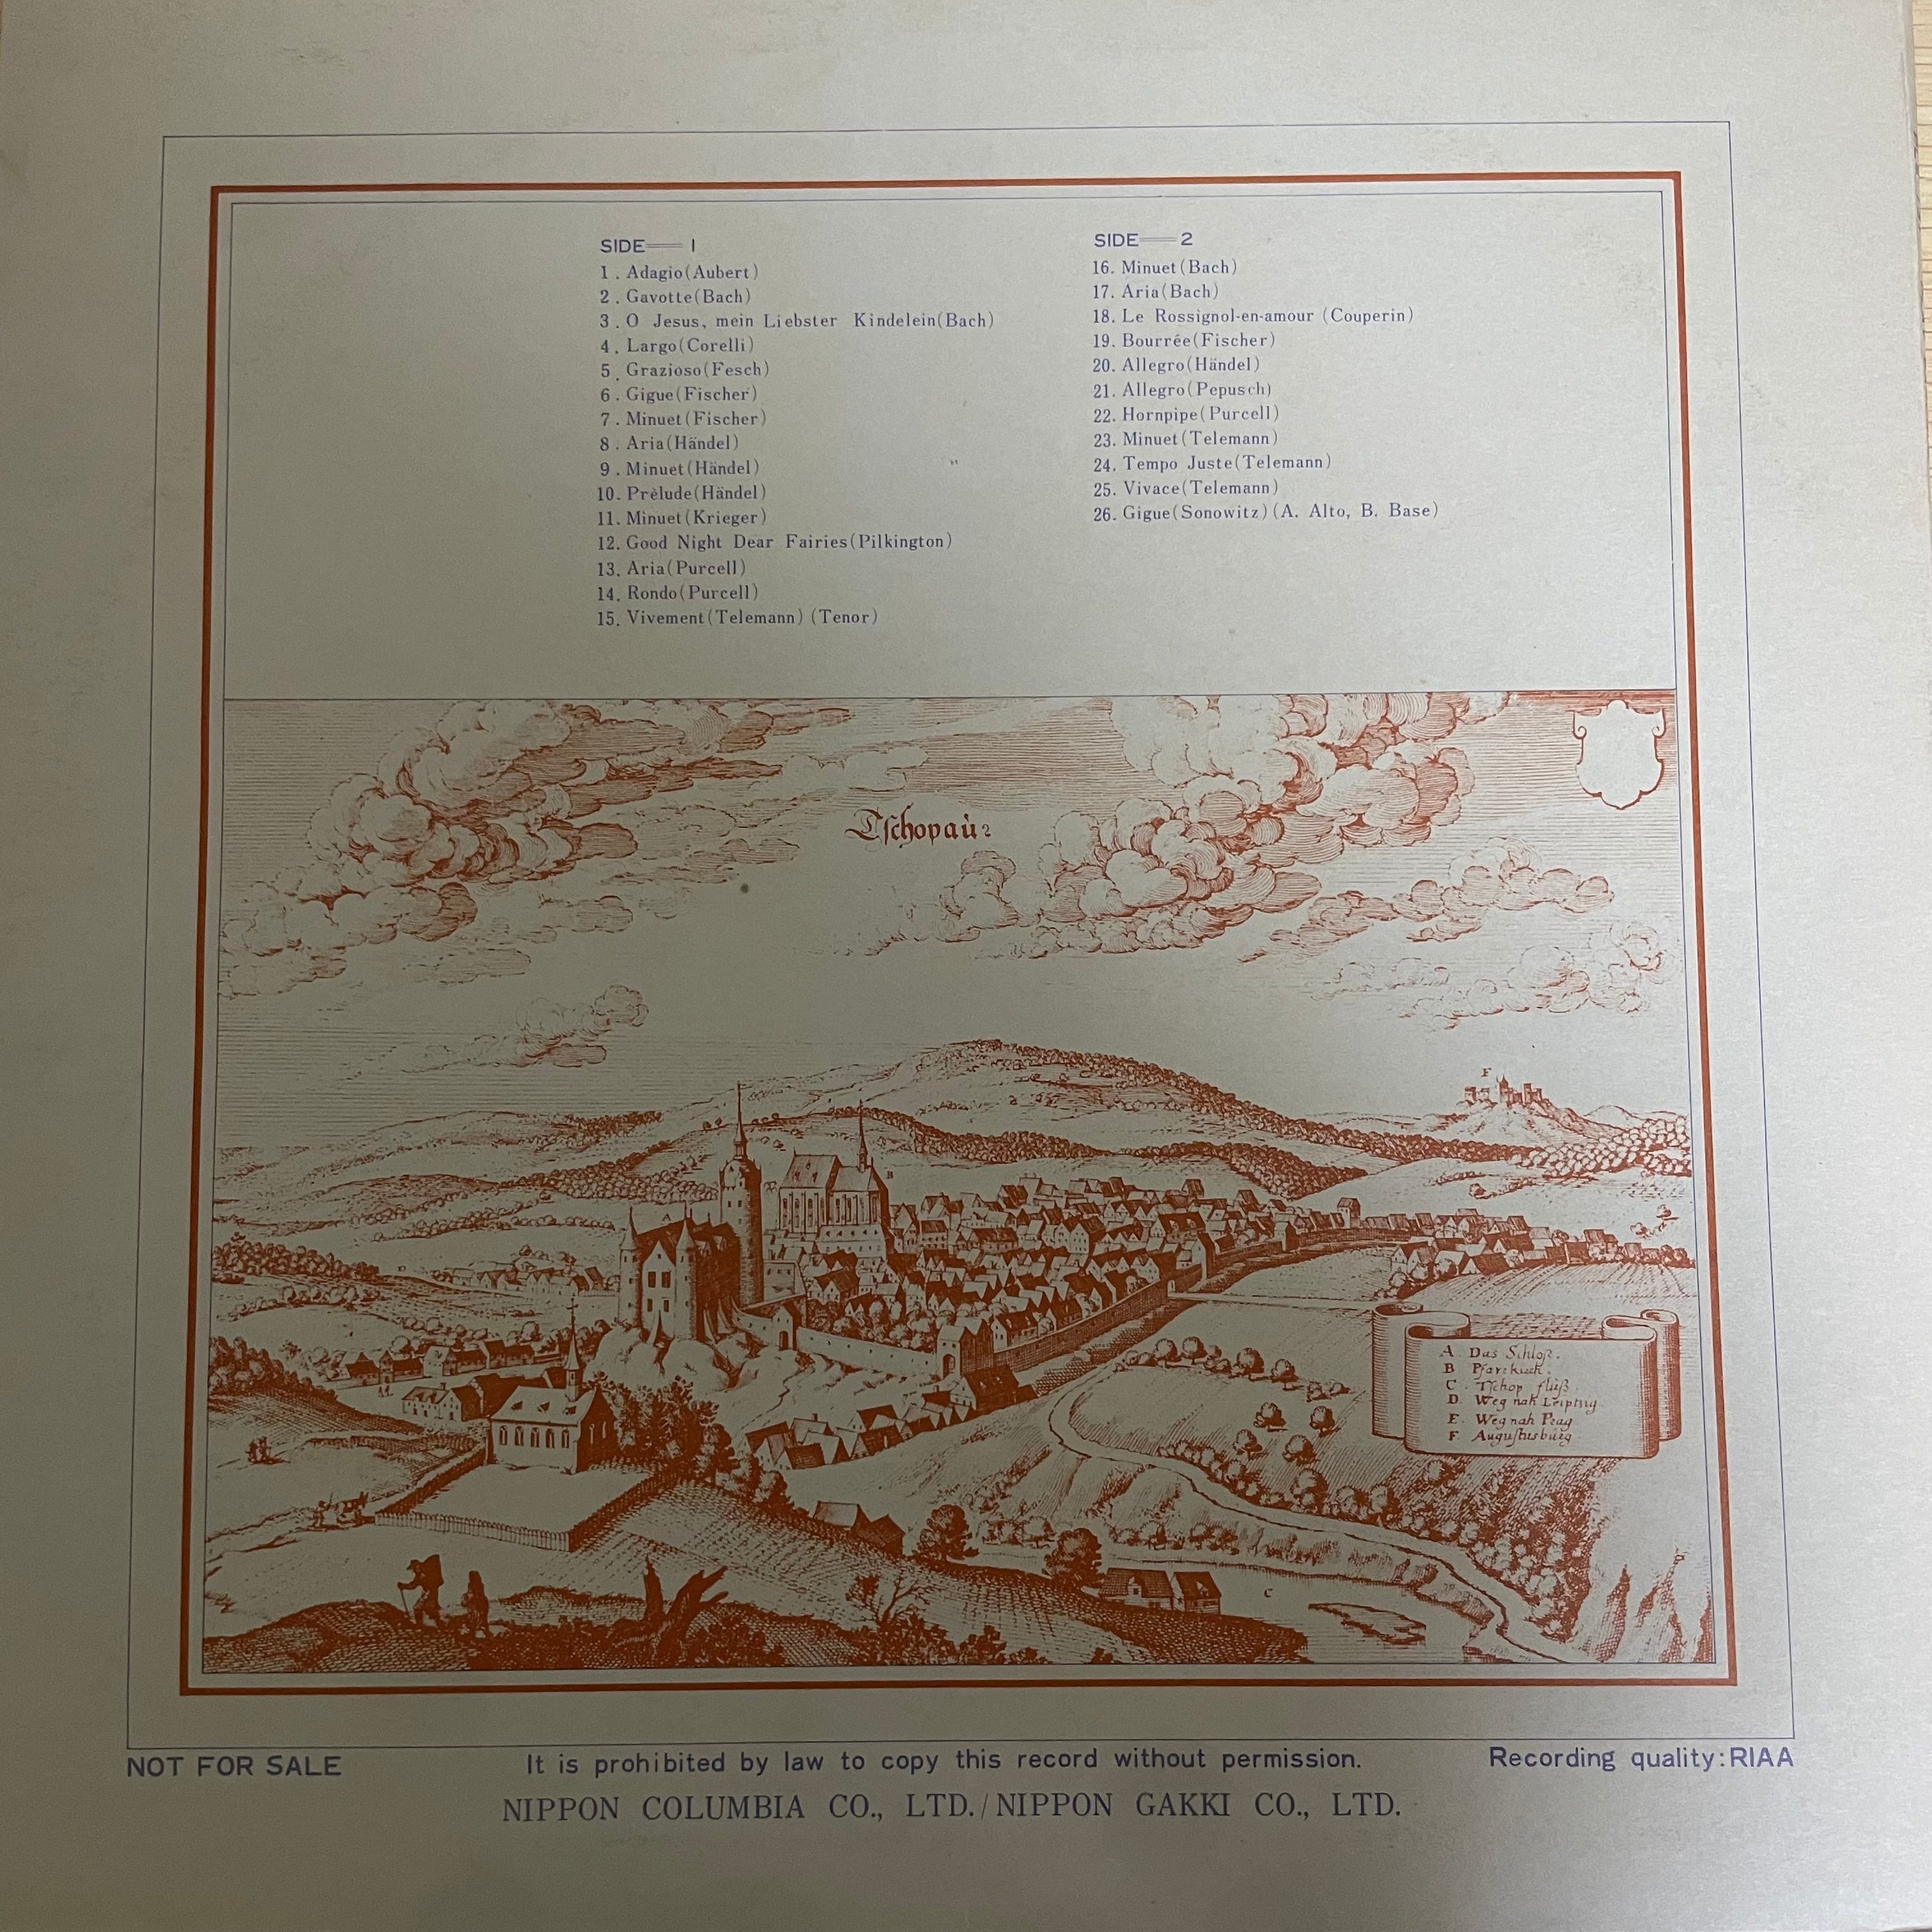 SIDE — 1
1. Adagio(Aubert)
2. Gavotte(Bach)
3. O Jesus, mein Liebster Kindelein(Bach)
4. Largo(Corelli)
5. Grazioso(Fesch)
6. Gigue(Fischer)
7. Minuet(Fischer)
8. Aria(Händel)
9. Minuet(Händel)
10. Prèlude(Händel)
11. Minuet(Krieger)
12. Good Night Dear Fairies(Pilkington)
13. Aria(Purcell)
14. Rondo(Purcell)
15. Vivement(Telemann)(Tenor)
SIDE — 2
16. Minuet(Bach)
17. Aria(Bach)
18. Le Rossignol-en-amour (Couperin)
19. Bourrée(Fischer)
20. Allegro(Händel)
21. Allegro(Pepusch)
22. Hornpipe(Purcell)
23. Minuet(Telemann)
24. Tempo Juste(Telemann)
25. Vivace(Telemann)
26. Gigue(Sonowitz)(A. Alto, B. Base)
Tſchopaù
F
B
A Das Schloß.
B Pfarrkirch.
C. Tſchop flùß.
D. Weg nah Leiptzig
E. Weg nah Prag
F Auguſtusbùrg
C
NOT FOR SALE
It is prohibited by law to copy this record without permission.
Recording quality:RIAA
NIPPON COLUMBIA CO., LTD./NIPPON GAKKI CO., LTD.